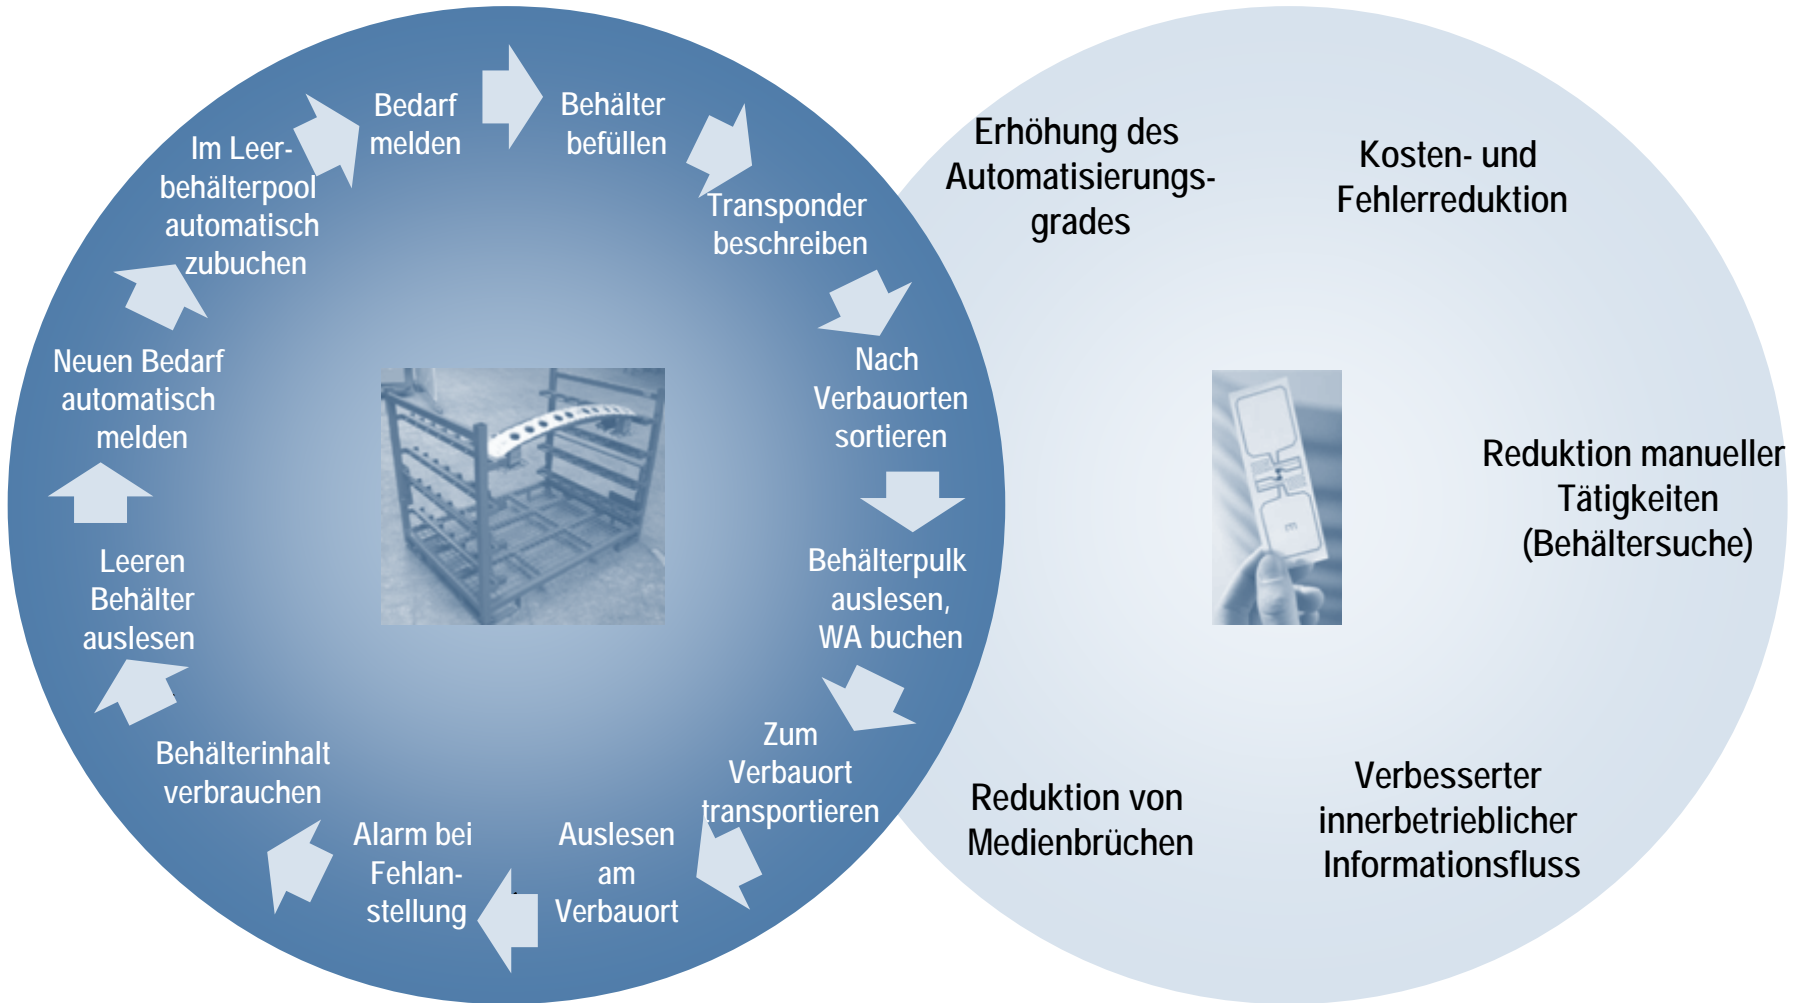 Bedarf
melden
Behälter
befüllen
Transponder
beschreiben
Nach
Verbauorten
sortieren
Behälterpulk
auslesen,
WA buchen
Zum
Verbauort
transportieren
Auslesen
am
Verbauort
Alarm bei
Fehlan-
stellung
Behälterinhalt
verbrauchen
Leeren
Behälter
auslesen
Neuen Bedarf
automatisch
melden
Im Leer-
behälterpool
automatisch
zubuchen
Erhöhung des
Automatisierungs-
grades
Kosten- und
Fehlerreduktion
Reduktion manueller
Tätigkeiten
(Behältersuche)
Verbesserter
innerbetrieblicher
Informationsfluss
Reduktion von
Medienbrüchen